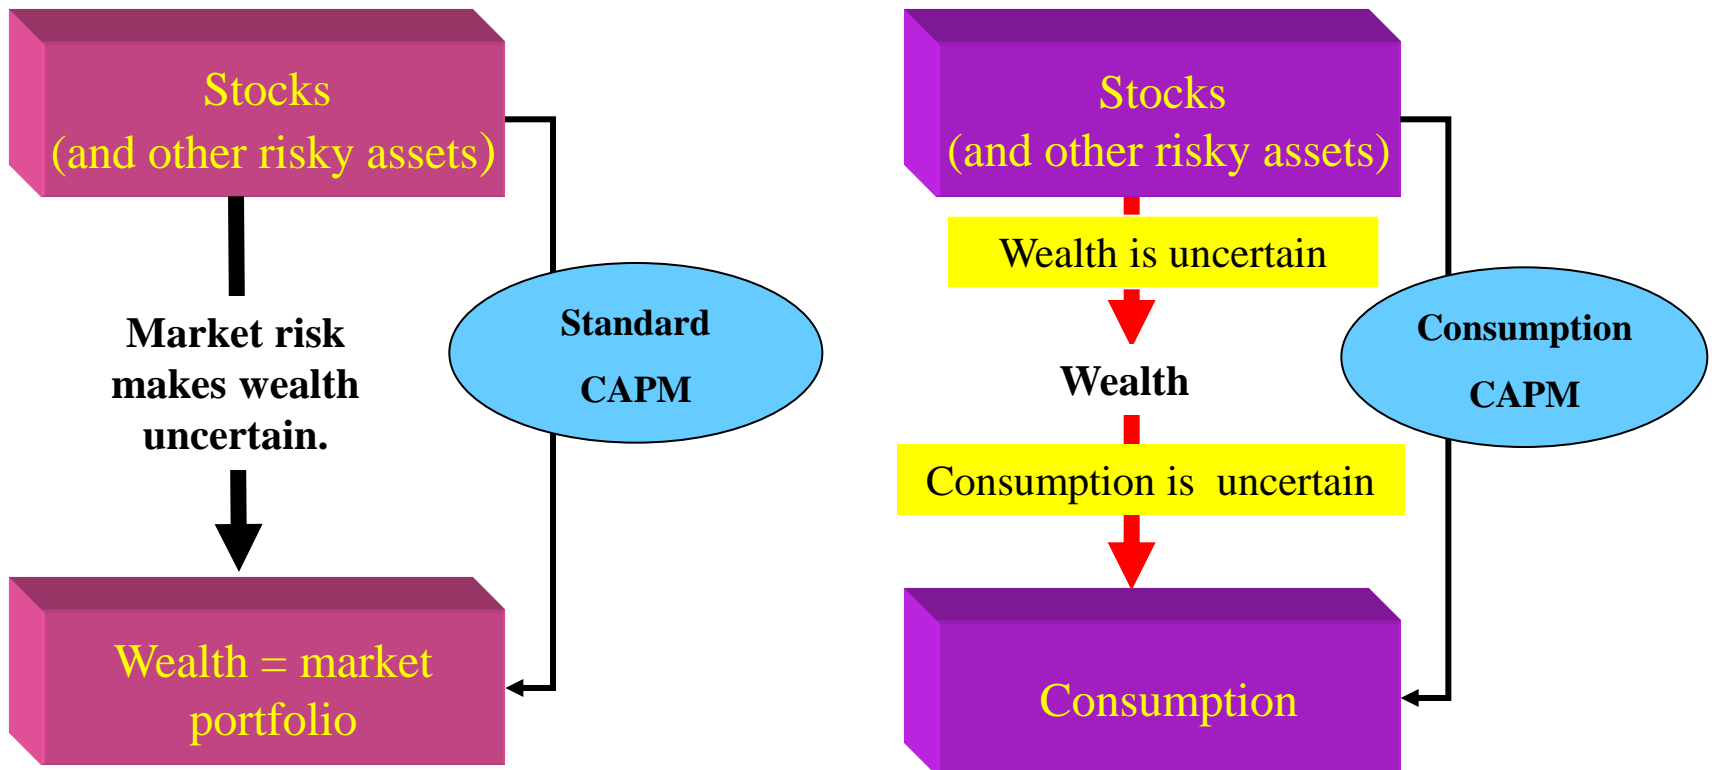 Stocks
(and other risky assets)
Market risk
makes wealth
uncertain.
Standard
CAPM
Wealth = market
portfolio
Stocks
(and other risky assets)
Wealth is uncertain
Wealth
Consumption is  uncertain
Consumption
CAPM
Consumption